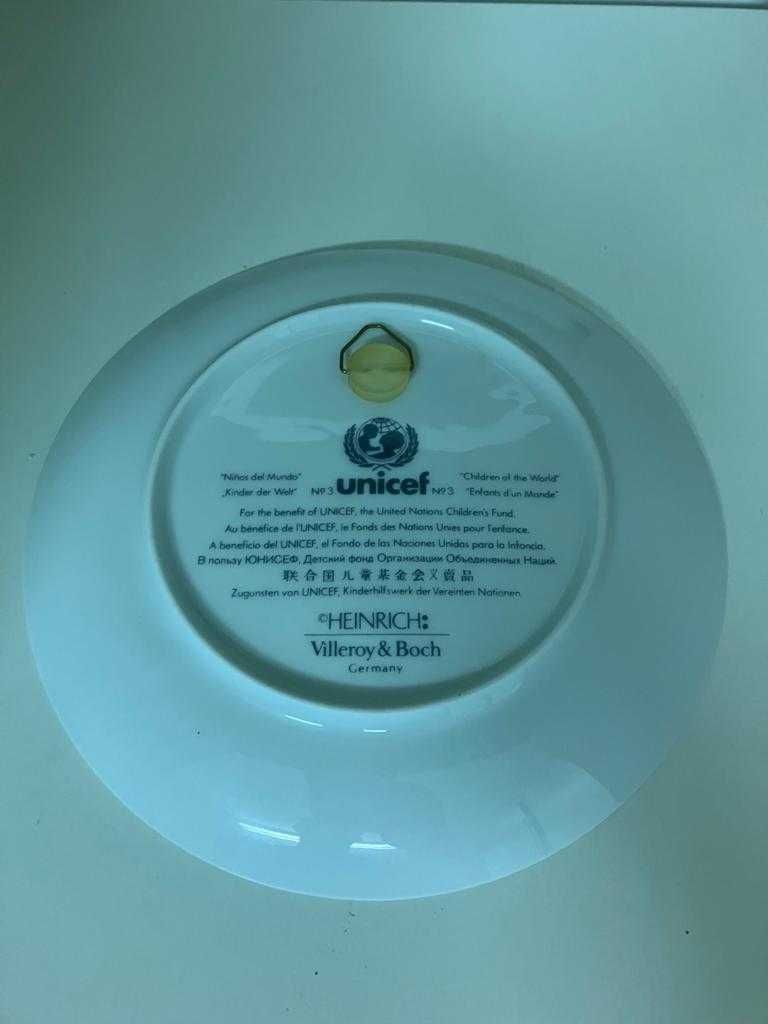 "Niños del Mundo" "Children of the World"
„Kinder der Welt" Nº3 unicef Nº3 "Enfants d'un Monde"
For the benefit of UNICEF, the United Nations Children's Fund.
Au bénéfice de l'UNICEF, le Fonds des Nations Unies pour l'enfance.
A beneficio del UNICEF, el Fondo de las Naciones Unidas para la Infancia.
В пользу ЮНИСЕФ, Детский фонд Организации Объединенных Наций.
联合国儿童基金会义賣品
Zugunsten von UNICEF, Kinderhilfswerk der Vereinten Nationen.
©HEINRICH:
Villeroy & Boch
Germany